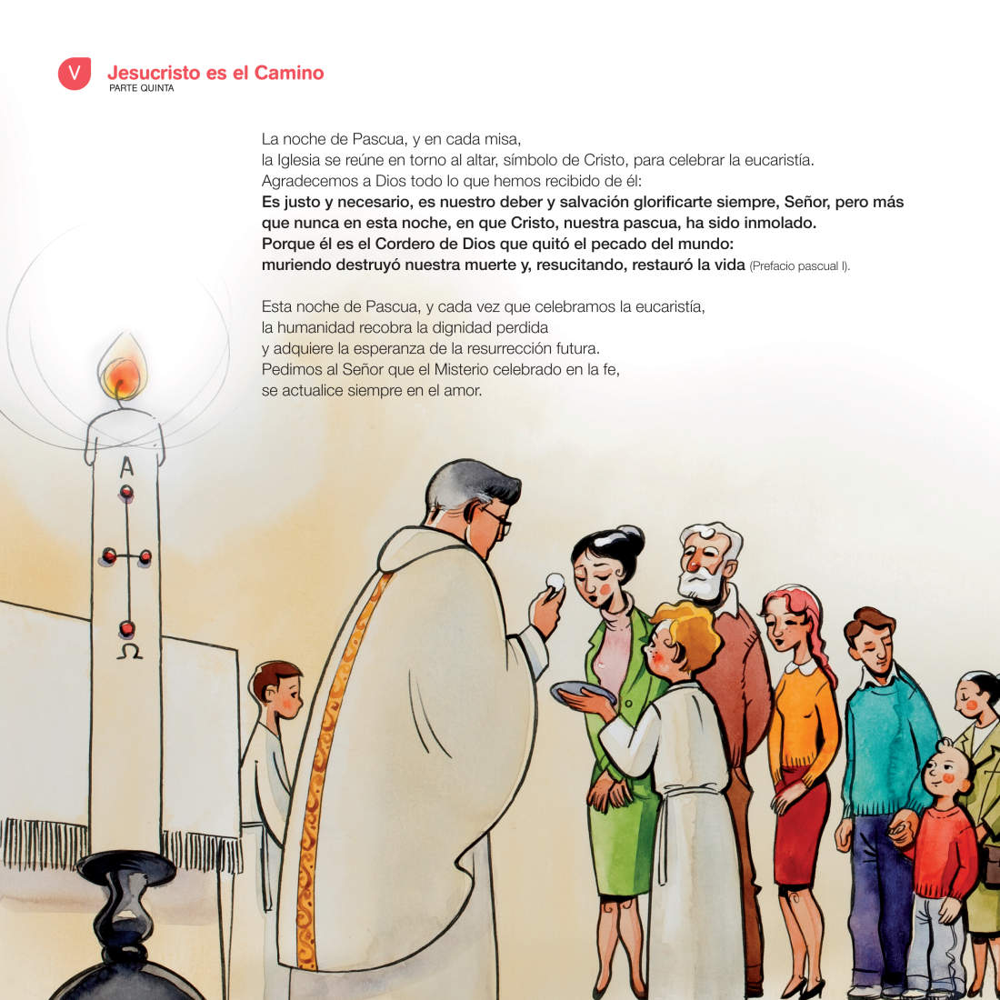 V
Jesucristo es el Camino
PARTE QUINTA
La noche de Pascua, y en cada misa,
la Iglesia se reúne en torno al altar, símbolo de Cristo, para celebrar la eucaristía.
Agradecemos a Dios todo lo que hemos recibido de él:
Es justo y necesario, es nuestro deber y salvación glorificarte siempre, Señor, pero más
que nunca en esta noche, en que Cristo, nuestra pascua, ha sido inmolado.
Porque él es el Cordero de Dios que quitó el pecado del mundo:
muriendo destruyó nuestra muerte y, resucitando, restauró la vida (Prefacio pascual I).
Esta noche de Pascua, y cada vez que celebramos la eucaristía,
la humanidad recobra la dignidad perdida
y adquiere la esperanza de la resurrección futura.
Pedimos al Señor que el Misterio celebrado en la fe,
se actualice siempre en el amor.
Α
Ω